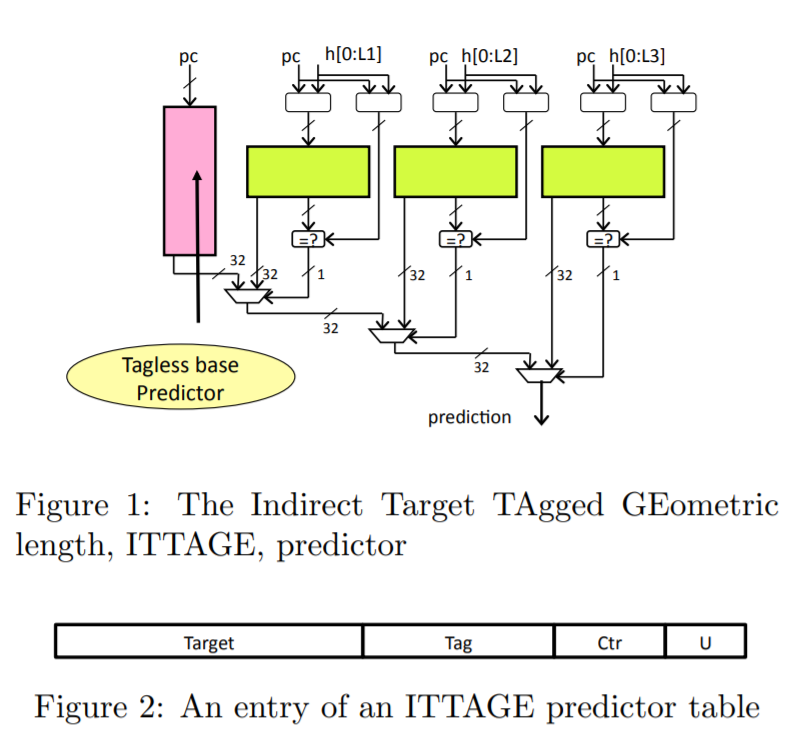 pc
pc h[0:L1]
pc h[0:L2]
pc h[0:L3]
=?
=?
=?
32
32
1
32
1
32
1
32
32
Tagless base
Predictor
prediction
Figure 1: The Indirect Target TAgged GEometric
length, ITTAGE, predictor
Target Tag Ctr U
Figure 2: An entry of an ITTAGE predictor table